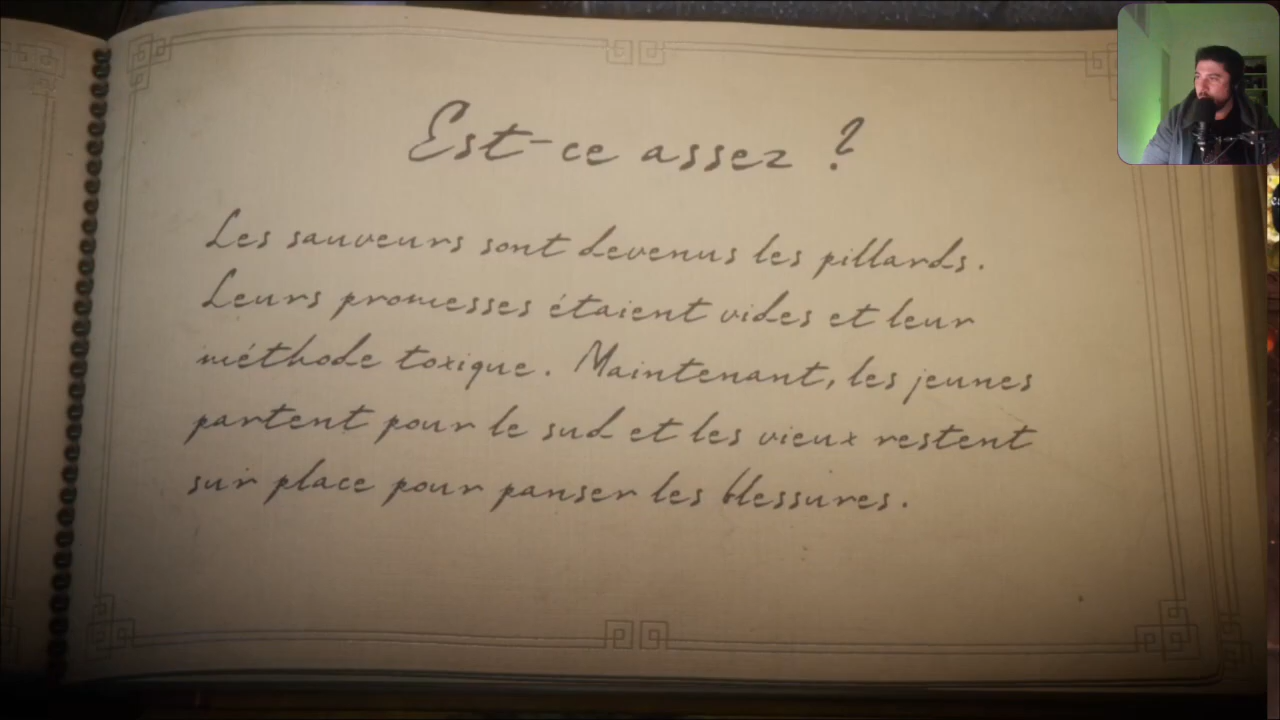 Est-ce assez ?
Les sauveurs sont devenus les pillards.
Leurs promesses étaient vides et leur
méthode toxique. Maintenant, les jeunes
partent pour le sud et les vieux restent
sur place pour panser les blessures.